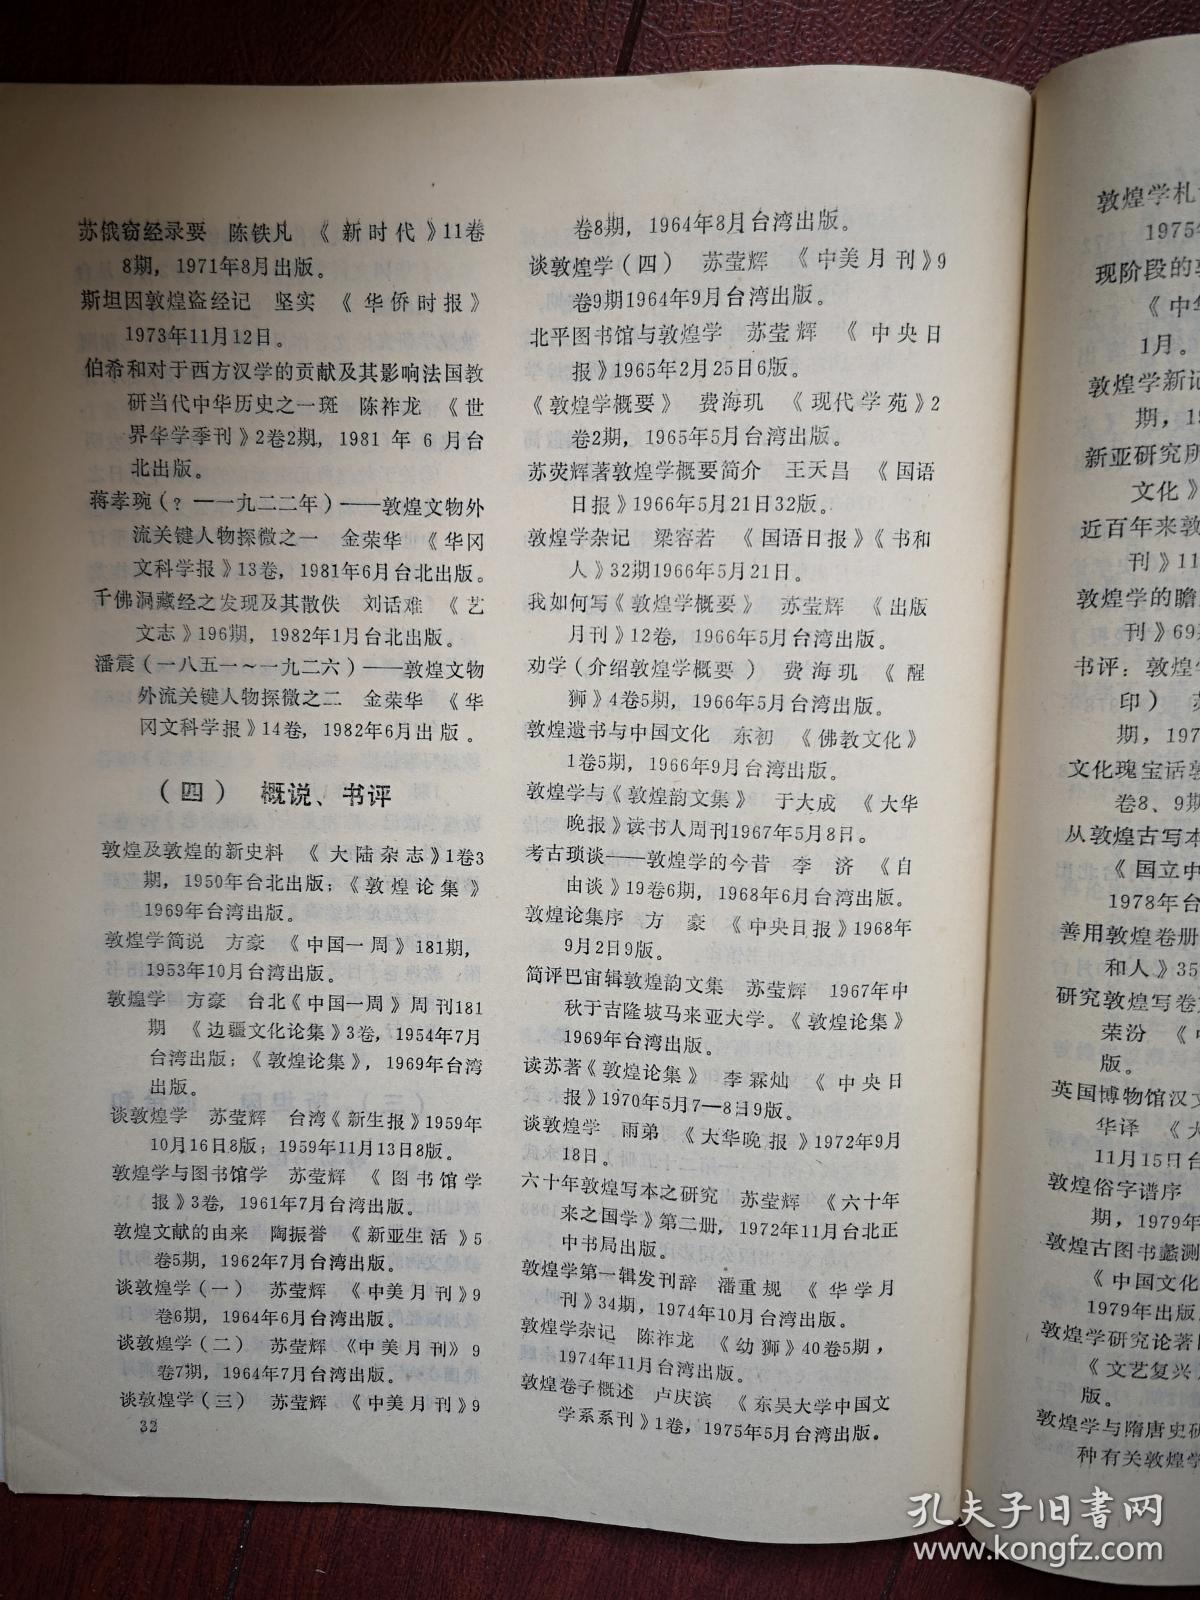 苏俄窃经录要 陈铁凡 《新时代》11卷
8期，1971年8月出版。
斯坦因敦煌盗经记 坚实 《华侨时报》
1973年11月12日。
伯希和对于西方汉学的贡献及其影响法国教
研当代中华历史之一斑 陈祚龙 《世
界华学季刊》2卷2期，1981年6月台
北出版。
蒋孝琬(？—一九二二年)——敦煌文物外
流关键人物探微之一 金荣华 《华冈
文科学报》13卷，1981年6月台北出版。
千佛洞藏经之发现及其散佚 刘话难 《艺
文志》196期，1982年1月台北出版。
潘震(一八五一～一九二六)——敦煌文物
外流关键人物探微之二 金荣华 《华
冈文科学报》14卷，1982年6月出版。
(四) 概说、书评
敦煌及敦煌的新史料 《大陆杂志》1卷3
期，1950年台北出版；《敦煌论集》
1969年台湾出版。
敦煌学简说 方豪 《中国一周》181期，
1953年10月台湾出版。
敦煌学 方豪 台北《中国一周》周刊181
期 《边疆文化论集》3卷，1954年7月
台湾出版；《敦煌论集》，1969年台湾
出版。
谈敦煌学 苏莹辉 台湾《新生报》1959年
10月16日8版；1959年11月13日8版。
敦煌学与图书馆学 苏莹辉 《图书馆学
报》3卷，1961年7月台湾出版。
敦煌文献的由来 陶振誉 《新亚生活》5
卷5期，1962年7月台湾出版。
谈敦煌学(一) 苏莹辉 《中美月刊》9
卷6期，1964年6月台湾出版。
谈敦煌学(二) 苏莹辉《中美月刊》9
卷7期，1964年7月台湾出版。
谈敦煌学(三) 苏莹辉 《中美月刊》9
32
卷8期，1964年8月台湾出版。
谈敦煌学(四) 苏莹辉 《中美月刊》9
卷9期1964年9月台湾出版。
北平图书馆与敦煌学 苏莹辉 《中央日
报》1965年2月25日6版。
《敦煌学概要》 费海玑 《现代学苑》2
卷2期，1965年5月台湾出版。
苏荧辉著敦煌学概要简介 王天昌 《国语
日报》1966年5月21日32版。
敦煌学杂记 梁容若 《国语日报》《书和
人》32期1966年5月21日。
我如何写《敦煌学概要》 苏莹辉 《出版
月刊》12卷，1966年5月台湾出版。
劝学(介绍敦煌学概要) 费海玑 《醒
狮》4卷5期，1966年5月台湾出版。
敦煌遗书与中国文化 东初 《佛教文化》
1卷5期，1966年9月台湾出版。
敦煌学与《敦煌韵文集》 于大成 《大华
晚报》读书人周刊1967年5月8日。
考古琐谈——敦煌学的今昔 李济 《自
由谈》19卷6期，1968年6月台湾出版。
敦煌论集序 方豪 《中央日报》1968年
9月2日9版。
简评巴宙辑敦煌韵文集 苏莹辉 1967年中
秋于吉隆坡马来亚大学。《敦煌论集》
1969年台湾出版。
读苏著《敦煌论集》 李霖灿 《中央日
报》1970年5月7—8日9版。
谈敦煌学 雨弟 《大华晚报》1972年9月
18日。
六十年敦煌写本之研究 苏莹辉 《六十年
来之国学》第二册，1972年11月台北正
中书局出版。
敦煌学第一辑发刊辞 潘重规 《华学月
刊》34期，1974年10月台湾出版。
敦煌学杂记 陈祚龙 《幼狮》40卷5期，
1974年11月台湾出版。
敦煌卷子概述 卢庆滨 《东吴大学中国文
学系系刊》1卷，1975年5月台湾出版。
敦煌学札
1975年
现阶段的
《中
1月。
敦煌学新记
期，19
新亚研究所
文化》
近百年来敦
刊》11
敦煌学的瞻
刊》69
书评：敦煌学
印)
期，197
文化瑰宝话敦
卷8、9期
从敦煌古写本
《国立中
1978年台
善用敦煌卷册
和人》35
研究敦煌写卷
荣汾 《
版。
英国博物馆汉文
华译 《大
11月15日台
敦煌俗字谱序
期，1979年
敦煌古图书蠡测
《中国文化
1979年出版
敦煌学研究论著
《文艺复兴
版。
敦煌学与隋唐史研
种有关敦煌学
孔夫子旧书网
www.kongfz.com